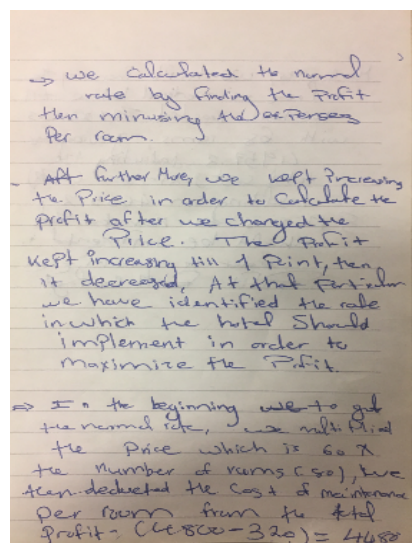 → we Calculated the normal
rate by finding the Profit
then minusing the expenses
Per room.
- Aft further More, we kept increasing
the Price in order to Calculate the
profit after we changed the
Price. The Profit
kept increasing till 1 Point, then
it decreased, At that Particular
we have identified the rate
in which the hotel Should
implement in order to
maximize the Profit.
⇒ In the beginning to get
the normal rate, we multiplied
the Price which is 60 X
the number of rooms (80), we
then deducted the Cost of maintenance
per room from the total
Profit - (4800 - 320) = 4480